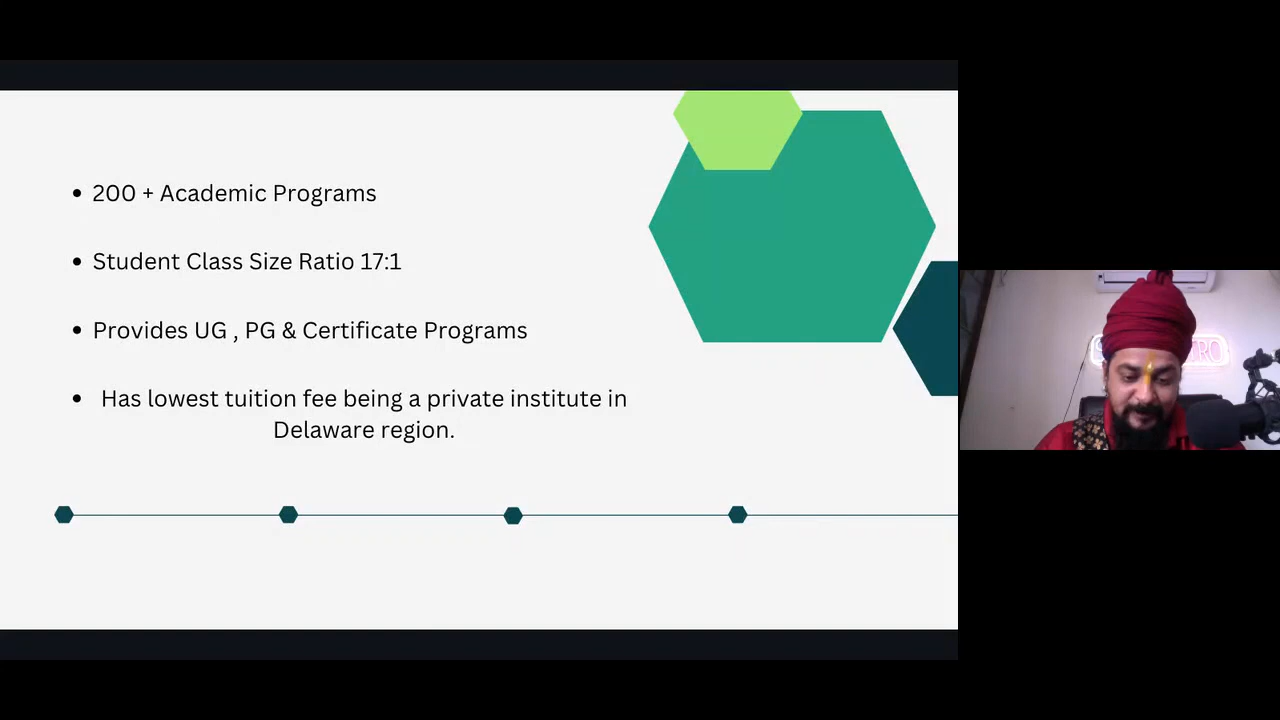 200 + Academic Programs
Student Class Size Ratio 17:1
Provides UG , PG & Certificate Programs
Has lowest tuition fee being a private institute in
Delaware region.